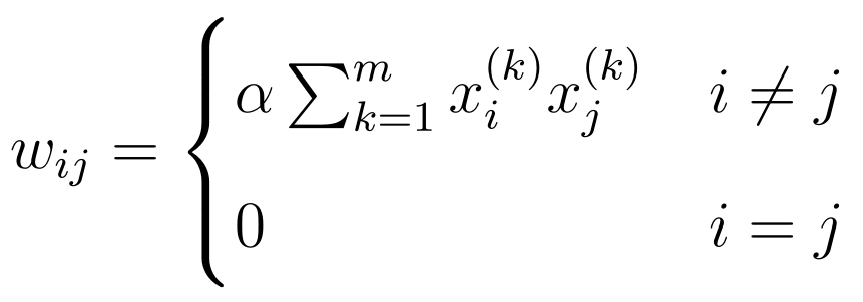 w_{ij} = \begin{cases} \alpha \sum_{k=1}^{m} x_i^{(k)} x_j^{(k)} & i \neq j \\ 0 & i = j \end{cases}